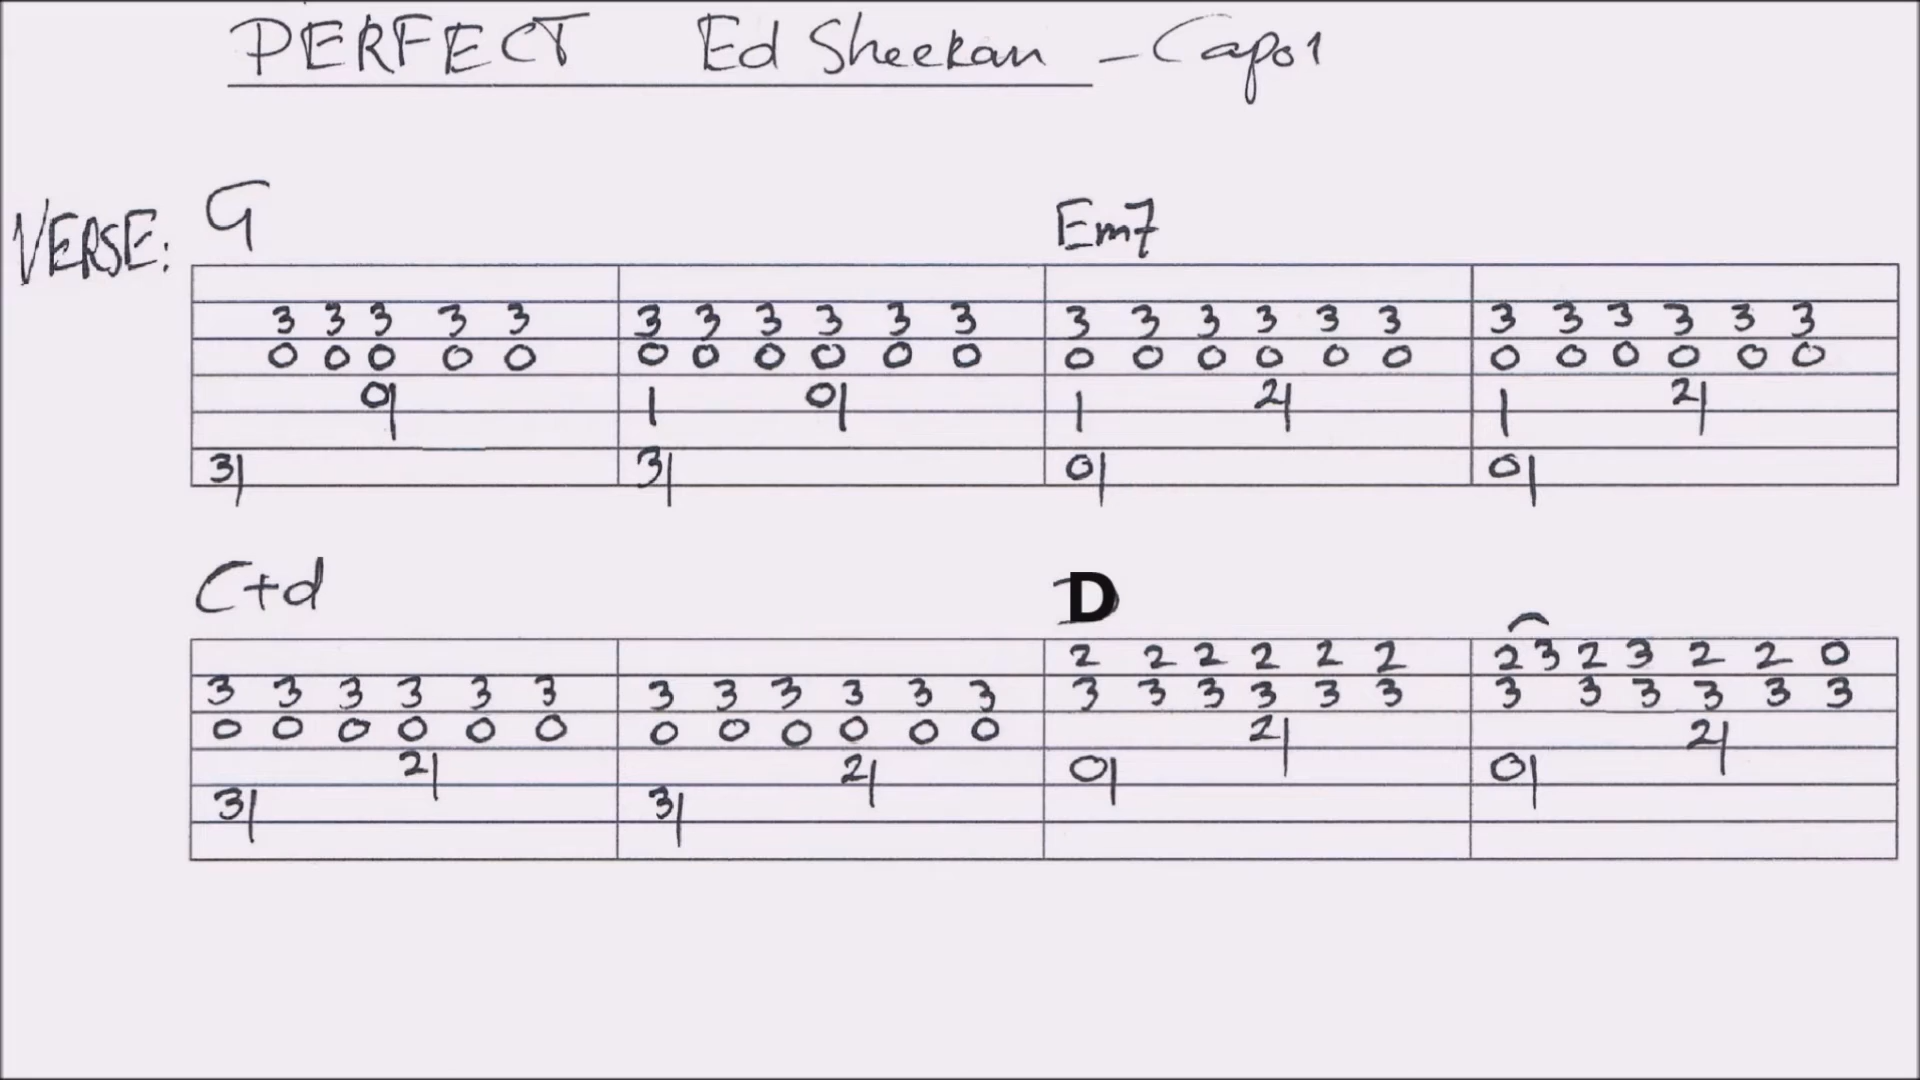 PERFECT Ed Sheeran - Capo 1
VERSE: G Em7
3 3 3 3 3 3 3 3 3 3 3 3 3 3 3 3 3 3 3 3 3 3 3
0 0 0 0 0 0 0 0 0 0 0 0 0 0 0 0 0 0 0 0 0 0 0
0 0 2 2
3 3 0 0
C+d D
2 2 2 2 2 2 2 3 2 3 2 2 0
3 3 3 3 3 3 3 3 3 3 3 3 3 3 3 3 3 3 3 3 3 3 3 3
0 0 0 0 0 0 0 0 0 0 0 0 2 2
2 2 0 0
3 3